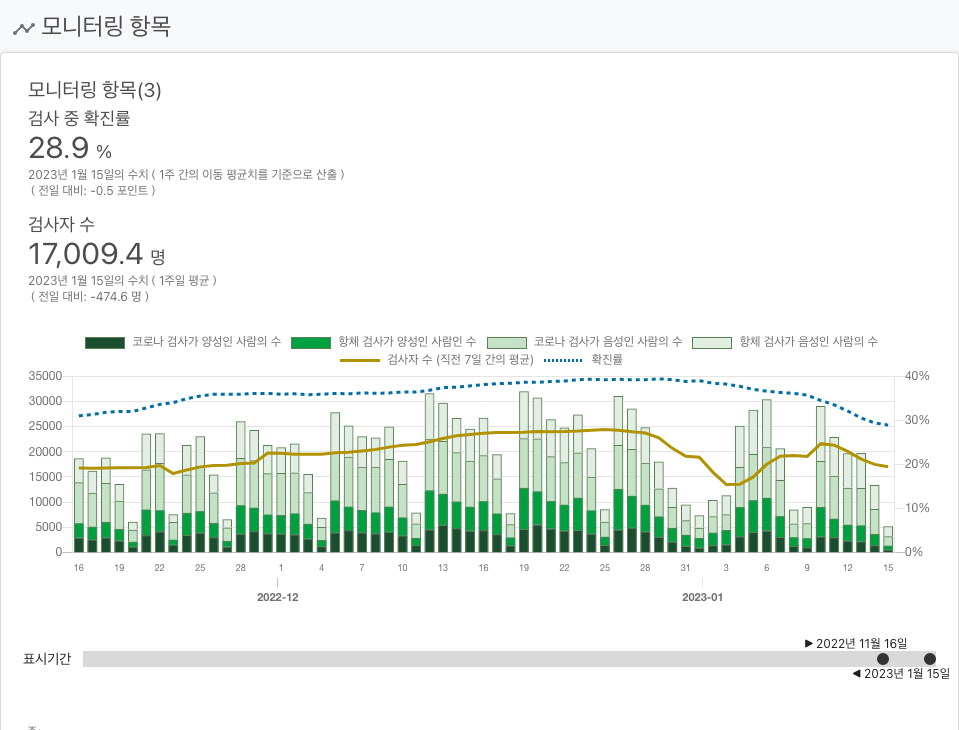 모니터링 항목
모니터링 항목(3)
검사 중 확진률
28.9 %
2023년 1월 15일의 수치 ( 1주 간의 이동 평균치를 기준으로 산출 )
( 전일 대비: -0.5 포인트 )
검사자 수
17,009.4 명
2023년 1월 15일의 수치 ( 1주일 평균 )
( 전일 대비: -474.6 명 )
코로나 검사가 양성인 사람의 수 항체 검사가 양성인 사람인 수 코로나 검사가 음성인 사람의 수 항체 검사가 음성인 사람의 수
검사자 수 (직전 7일 간의 평균) 확진률
35000 40%
30000
25000 30%
20000
15000 20%
10000 10%
5000
0 0%
16 19 22 25 28 1 4 7 10 13 16 19 22 25 28 31 3 6 9 12 15
2022-12 2023-01
▶ 2022년 11월 16일
표시기간
◀ 2023년 1월 15일